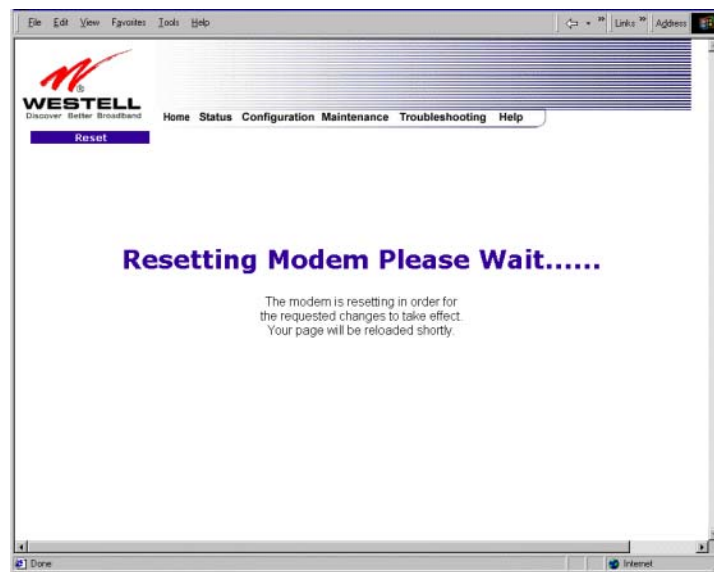 File Edit View Favorites Tools Help
Links » Address
WESTELL
Discover Better Broadband
Home Status Configuration Maintenance Troubleshooting Help
Reset
Resetting Modem Please Wait......
The modem is resetting in order for
the requested changes to take effect.
Your page will be reloaded shortly.
Done
Internet